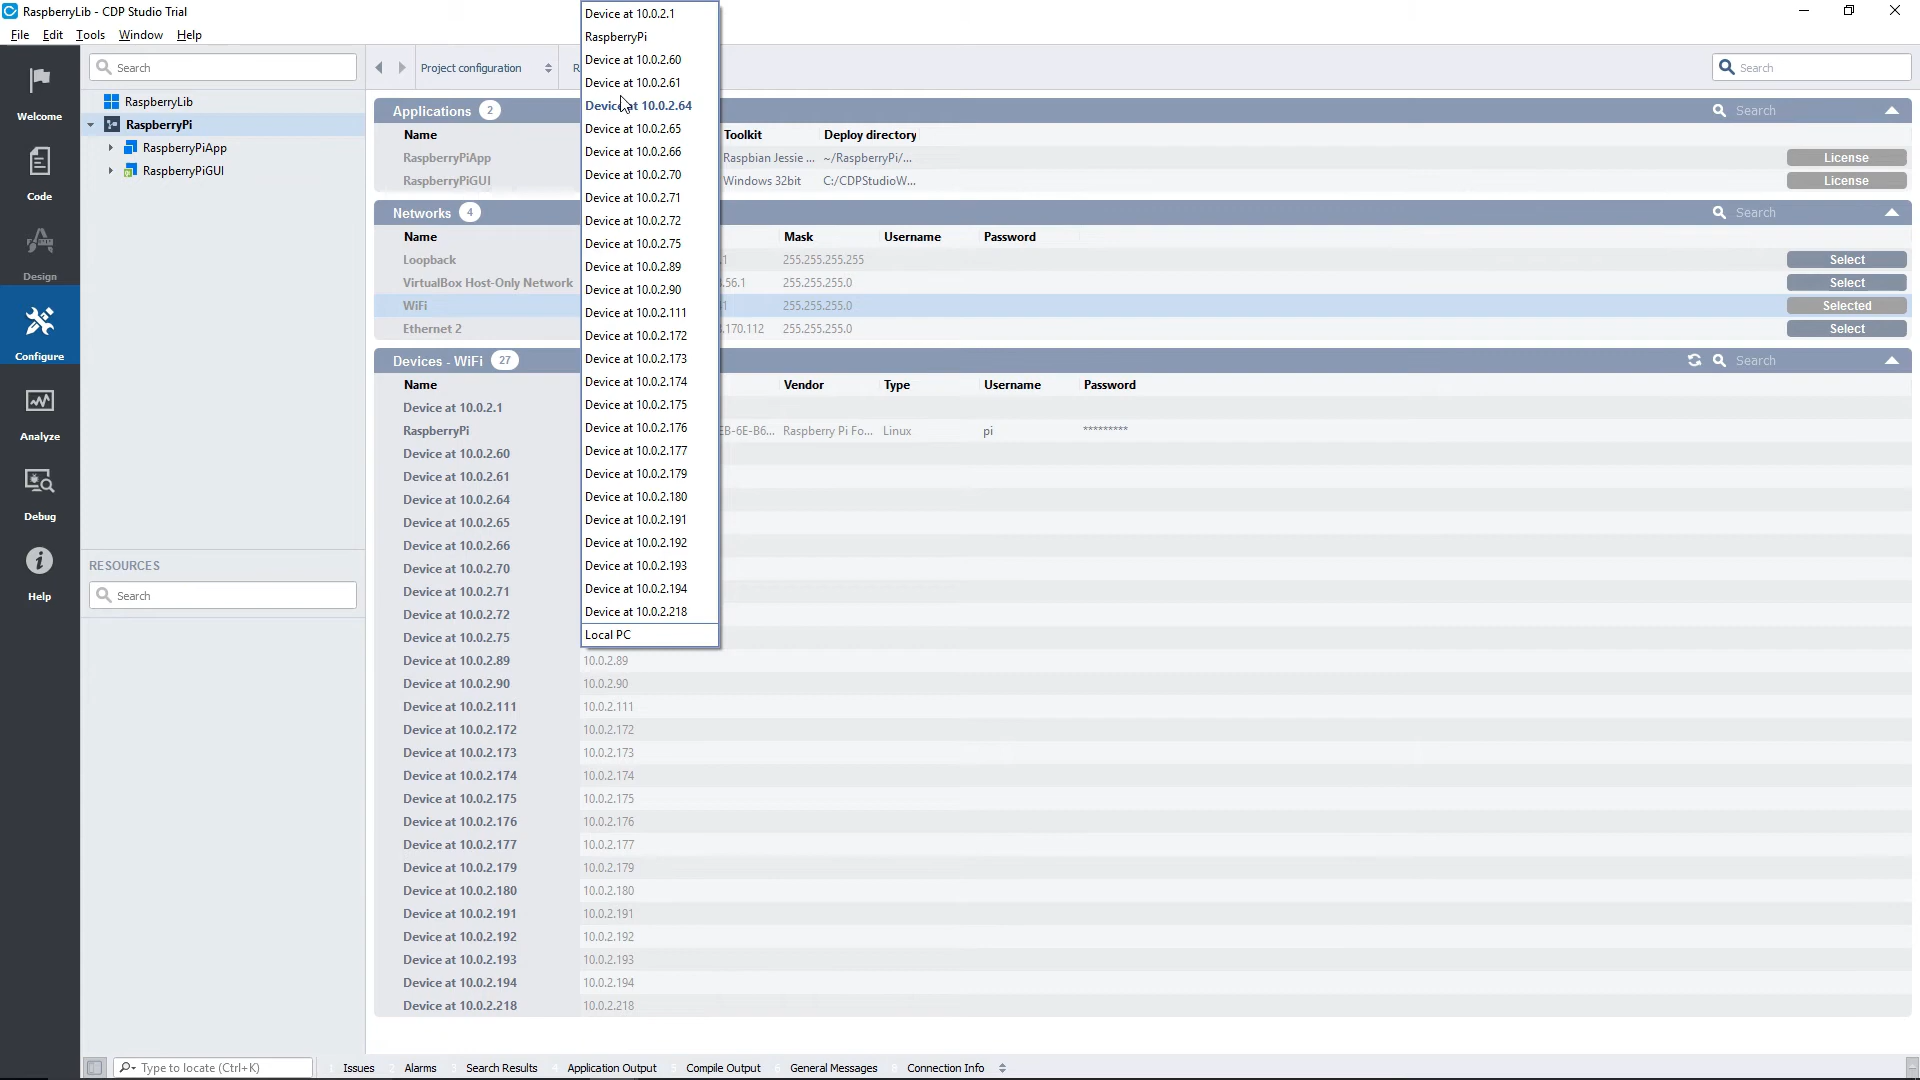 RaspberryLib - CDP Studio Trial
File Edit Tools Window Help
Search
Project configuration
R
Search
Welcome
Code
Design
Configure
Analyze
Debug
Help
RaspberryLib
RaspberryPi
RaspberryPiApp
RaspberryPiGUI
RESOURCES
Search
Device at 10.0.2.1
RaspberryPi
Device at 10.0.2.60
Device at 10.0.2.61
Device at 10.0.2.64
Device at 10.0.2.65
Device at 10.0.2.66
Device at 10.0.2.70
Device at 10.0.2.71
Device at 10.0.2.72
Device at 10.0.2.75
Device at 10.0.2.89
Device at 10.0.2.90
Device at 10.0.2.111
Device at 10.0.2.172
Device at 10.0.2.173
Device at 10.0.2.174
Device at 10.0.2.175
Device at 10.0.2.176
Device at 10.0.2.177
Device at 10.0.2.179
Device at 10.0.2.180
Device at 10.0.2.191
Device at 10.0.2.192
Device at 10.0.2.193
Device at 10.0.2.194
Device at 10.0.2.218
Local PC
Applications 2 Search
Name Toolkit Deploy directory
RaspberryPiApp Raspbian Jessie ... ~/RaspberryPi/... License
RaspberryPiGUI Windows 32bit C:/CDPStudioW... License
Networks 4 Search
Name Mask Username Password
Loopback .1 255.255.255.255 Select
VirtualBox Host-Only Network .56.1 255.255.255.0 Select
WiFi 255.255.255.0 Selected
Ethernet 2 .170.112 255.255.255.0 Select
Devices - WiFi 27 Search
Name Vendor Type Username Password
Device at 10.0.2.1
RaspberryPi EB-6E-B6... Raspberry Pi Fo... Linux pi *********
Device at 10.0.2.60
Device at 10.0.2.61
Device at 10.0.2.64
Device at 10.0.2.65
Device at 10.0.2.66
Device at 10.0.2.70
Device at 10.0.2.71
Device at 10.0.2.72
Device at 10.0.2.75
Device at 10.0.2.89 10.0.2.89
Device at 10.0.2.90 10.0.2.90
Device at 10.0.2.111 10.0.2.111
Device at 10.0.2.172 10.0.2.172
Device at 10.0.2.173 10.0.2.173
Device at 10.0.2.174 10.0.2.174
Device at 10.0.2.175 10.0.2.175
Device at 10.0.2.176 10.0.2.176
Device at 10.0.2.177 10.0.2.177
Device at 10.0.2.179 10.0.2.179
Device at 10.0.2.180 10.0.2.180
Device at 10.0.2.191 10.0.2.191
Device at 10.0.2.192 10.0.2.192
Device at 10.0.2.193 10.0.2.193
Device at 10.0.2.194 10.0.2.194
Device at 10.0.2.218 10.0.2.218
Type to locate (Ctrl+K) Issues Alarms Search Results Application Output Compile Output General Messages Connection Info